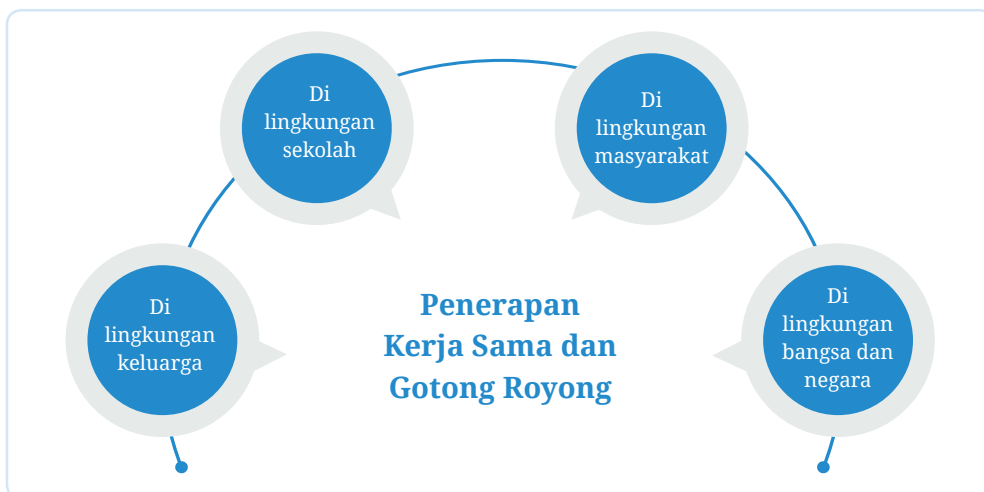 Di
lingkungan
sekolah
Di
lingkungan
masyarakat
Di
lingkungan
keluarga
Penerapan
Kerja Sama dan
Gotong Royong
Di
lingkungan
bangsa dan
negara